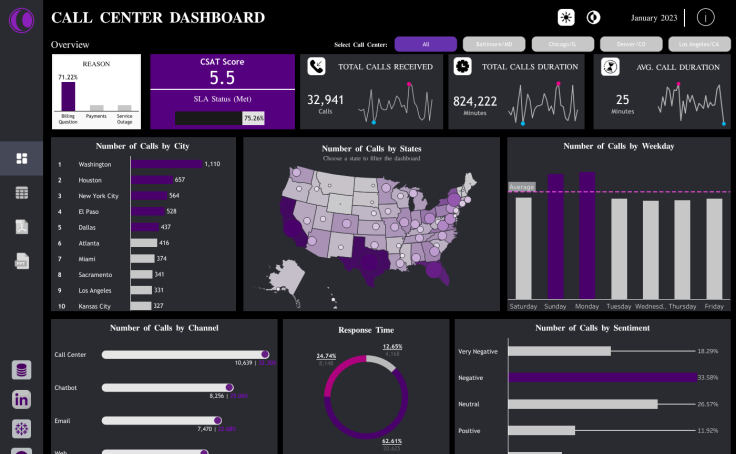 CALL CENTER DASHBOARD
January 2023
i
Overview
Select Call Center:
All
Baltimore/MD
Chicago/IL
Denver/CO
Los Angeles/CA
REASON
71.22%
Billing Question
Payments
Service Outage
CSAT Score
5.5
SLA Status (Met)
75.26%
TOTAL CALLS RECEIVED
32,941
Calls
TOTAL CALLS DURATION
824,222
Minutes
AVG. CALL DURATION
25
Minutes
Number of Calls by City
1 Washington 1,110
2 Houston 657
3 New York City 564
4 El Paso 528
5 Dallas 437
6 Atlanta 416
7 Miami 374
8 Sacramento 341
9 Los Angeles 331
10 Kansas City 327
Number of Calls by States
Choose a state to filter the dashboard
Number of Calls by Weekday
Average
Saturday Sunday Monday Tuesday Wednesd.. Thursday Friday
Number of Calls by Channel
Call Center
10,639 |
Chatbot
8,256 |
Email
7,470 |
Web
Response Time
12.65%
4,168
24.74%
8,148
62.61%
20,625
Number of Calls by Sentiment
Very Negative 18.29%
Negative 33.58%
Neutral 26.57%
Positive 11.92%
in